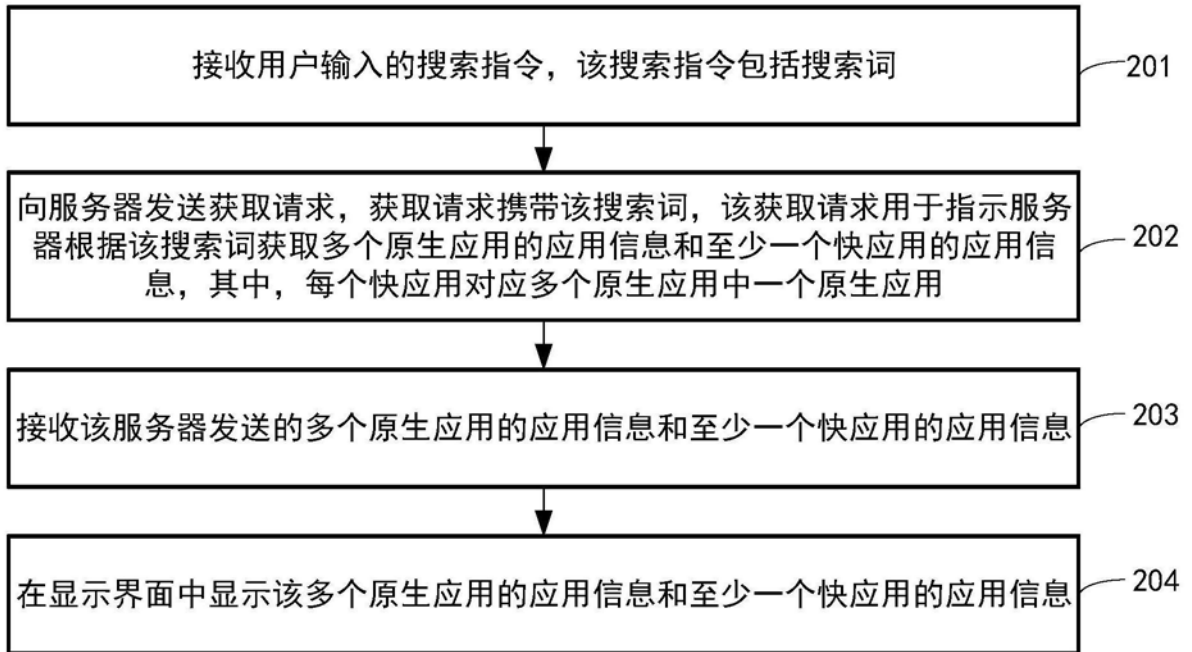 接收用户输入的搜索指令，该搜索指令包括搜索词
201
向服务器发送获取请求，获取请求携带该搜索词，该获取请求用于指示服务
器根据该搜索词获取多个原生应用的应用信息和至少一个快应用的应用信
息，其中，每个快应用对应多个原生应用中一个原生应用
202
接收该服务器发送的多个原生应用的应用信息和至少一个快应用的应用信息
203
在显示界面中显示该多个原生应用的应用信息和至少一个快应用的应用信息
204